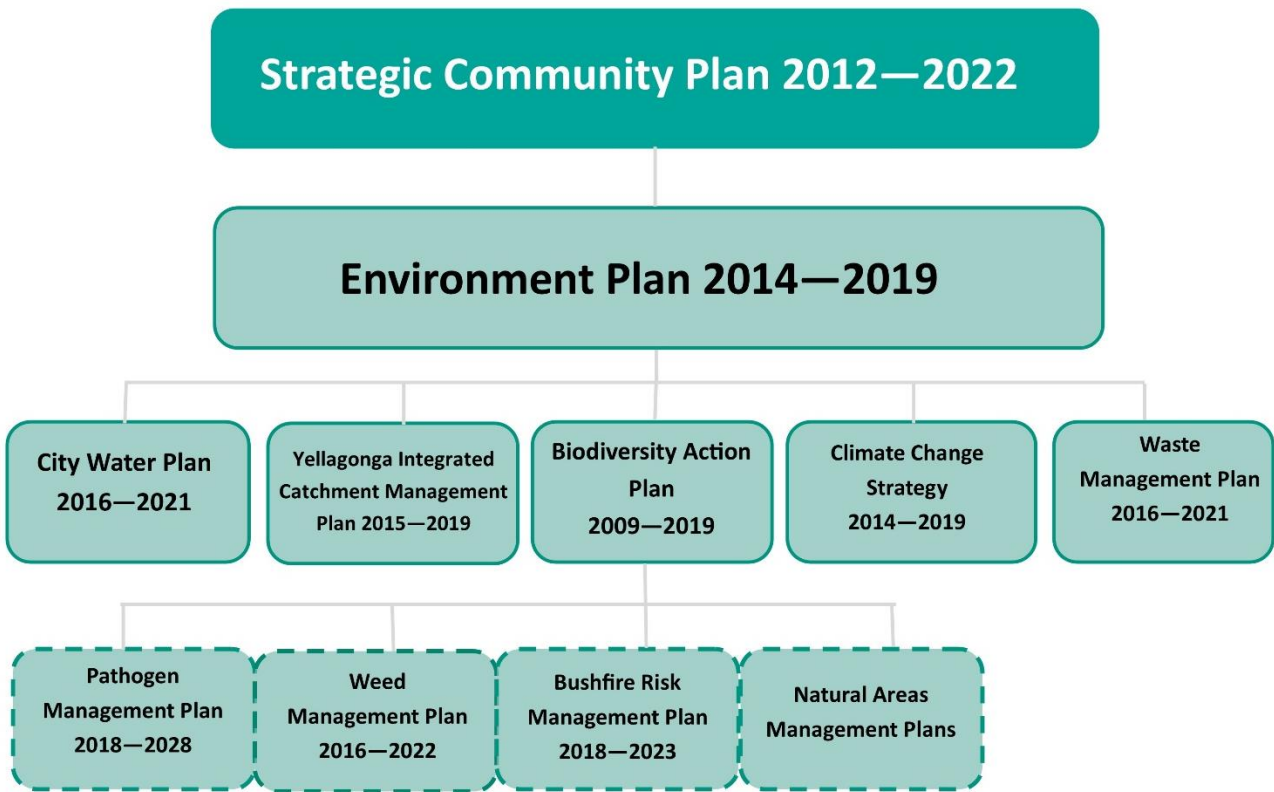 Strategic Community Plan 2012—2022
Environment Plan 2014—2019
City Water Plan
2016—2021
Yellagonga Integrated
Catchment Management
Plan 2015—2019
Biodiversity Action
Plan
2009—2019
Climate Change
Strategy
2014—2019
Waste
Management Plan
2016—2021
Pathogen
Management Plan
2018—2028
Weed
Management Plan
2016—2022
Bushfire Risk
Management Plan
2018—2023
Natural Areas
Management Plans